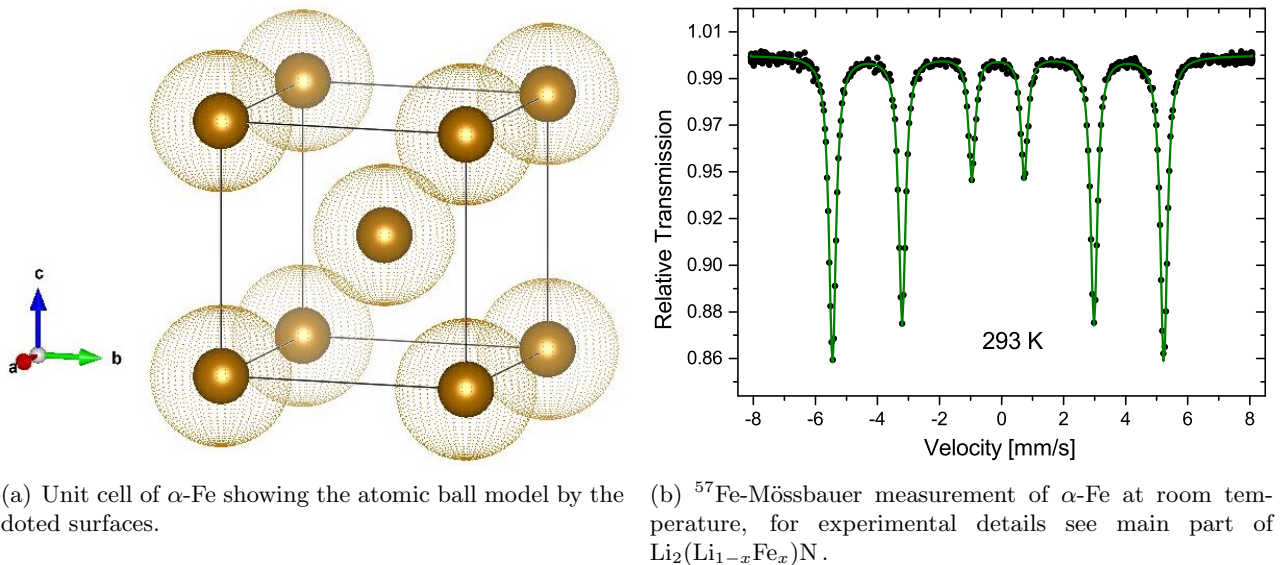 c
b
a
1.01
0.99
0.97
0.95
0.92
0.90
0.88
0.86
Relative Transmission
293 K
-8 -6 -4 -2 0 2 4 6 8
Velocity [mm/s]
(a) Unit cell of α-Fe showing the atomic ball model by the
doted surfaces.
(b) ⁵⁷Fe-Mössbauer measurement of α-Fe at room tem-
perature, for experimental details see main part of
Li₂(Li₁₋ₓFeₓ)N.